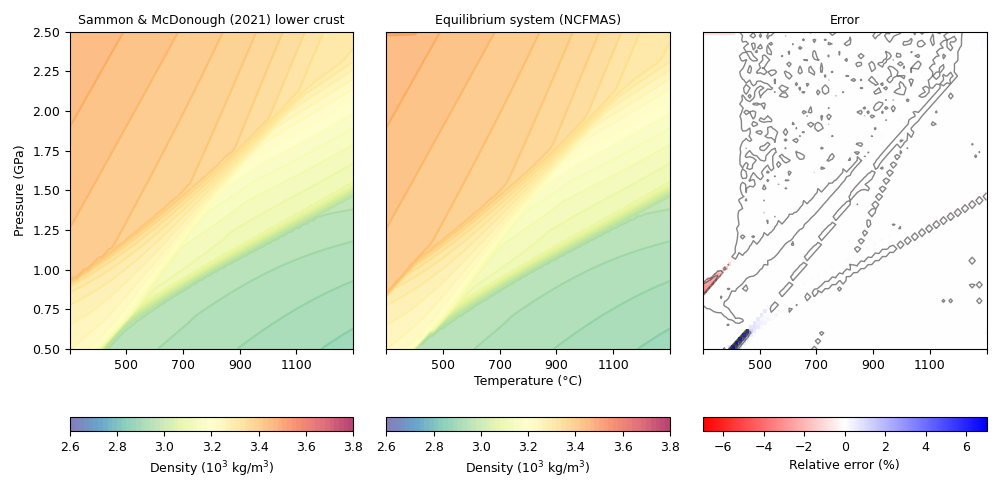 Sammon & McDonough (2021) lower crust
Equilibrium system (NCFMAS)
Error
Pressure (GPa)
2.50
2.25
2.00
1.75
1.50
1.25
1.00
0.75
0.50
500 700 900 1100
500 700 900 1100
500 700 900 1100
Temperature (°C)
2.6 2.8 3.0 3.2 3.4 3.6 3.8
Density (10³ kg/m³)
2.6 2.8 3.0 3.2 3.4 3.6 3.8
Density (10³ kg/m³)
−6 −4 −2 0 2 4 6
Relative error (%)